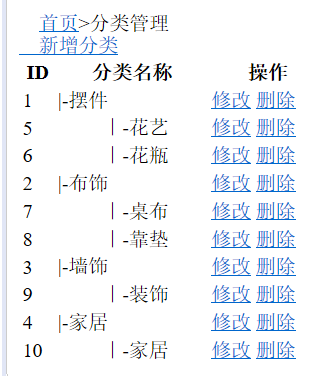 首页>分类管理
新增分类
ID 分类名称 操作
1 |-摆件 修改 删除
5 |-花艺 修改 删除
6 |-花瓶 修改 删除
2 |-布饰 修改 删除
7 |-桌布 修改 删除
8 |-靠垫 修改 删除
3 |-墙饰 修改 删除
9 |-装饰 修改 删除
4 |-家居 修改 删除
10 |-家居 修改 删除